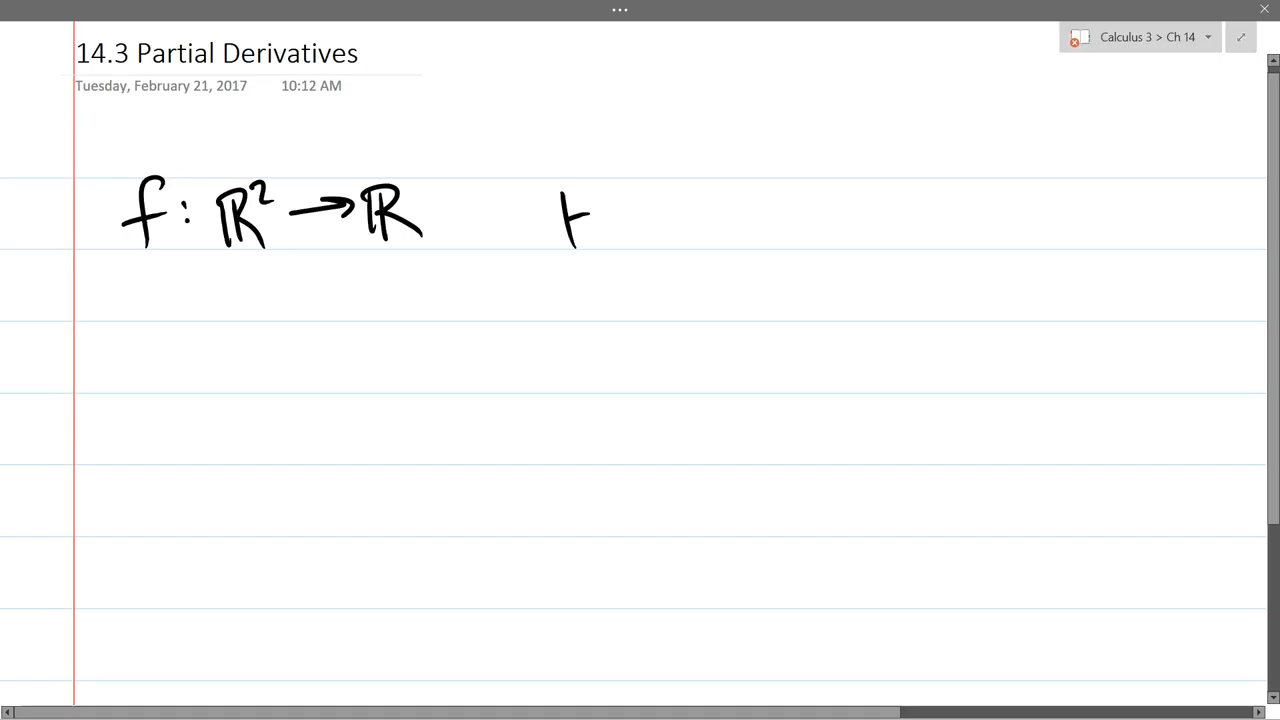 14.3 Partial Derivatives
Calculus 3 > Ch 14
Tuesday, February 21, 2017 10:12 AM
f: ℝ² → ℝ